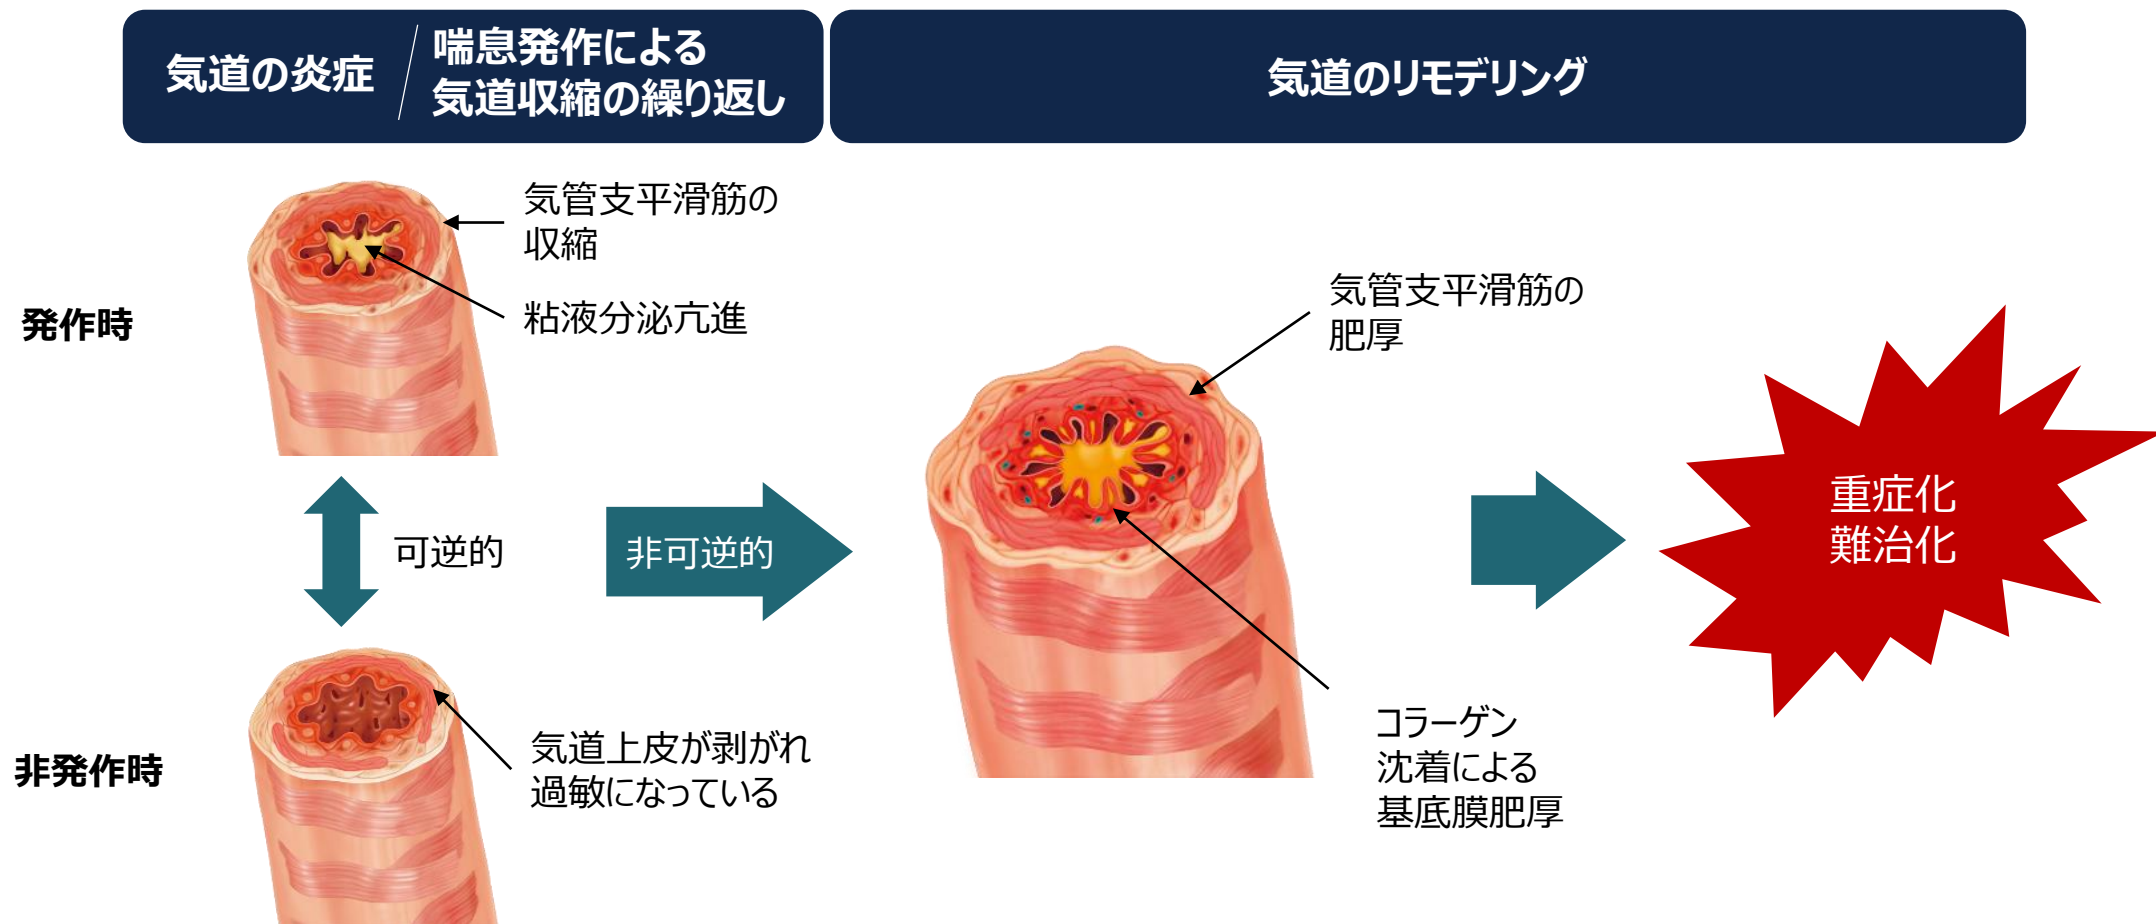 気道の炎症
喘息発作による
気道収縮の繰り返し
気道のリモデリング
発作時
気管支平滑筋の
収縮
粘液分泌亢進
可逆的
非可逆的
気管支平滑筋の
肥厚
重症化
難治化
非発作時
気道上皮が剥がれ
過敏になっている
コラーゲン
沈着による
基底膜肥厚